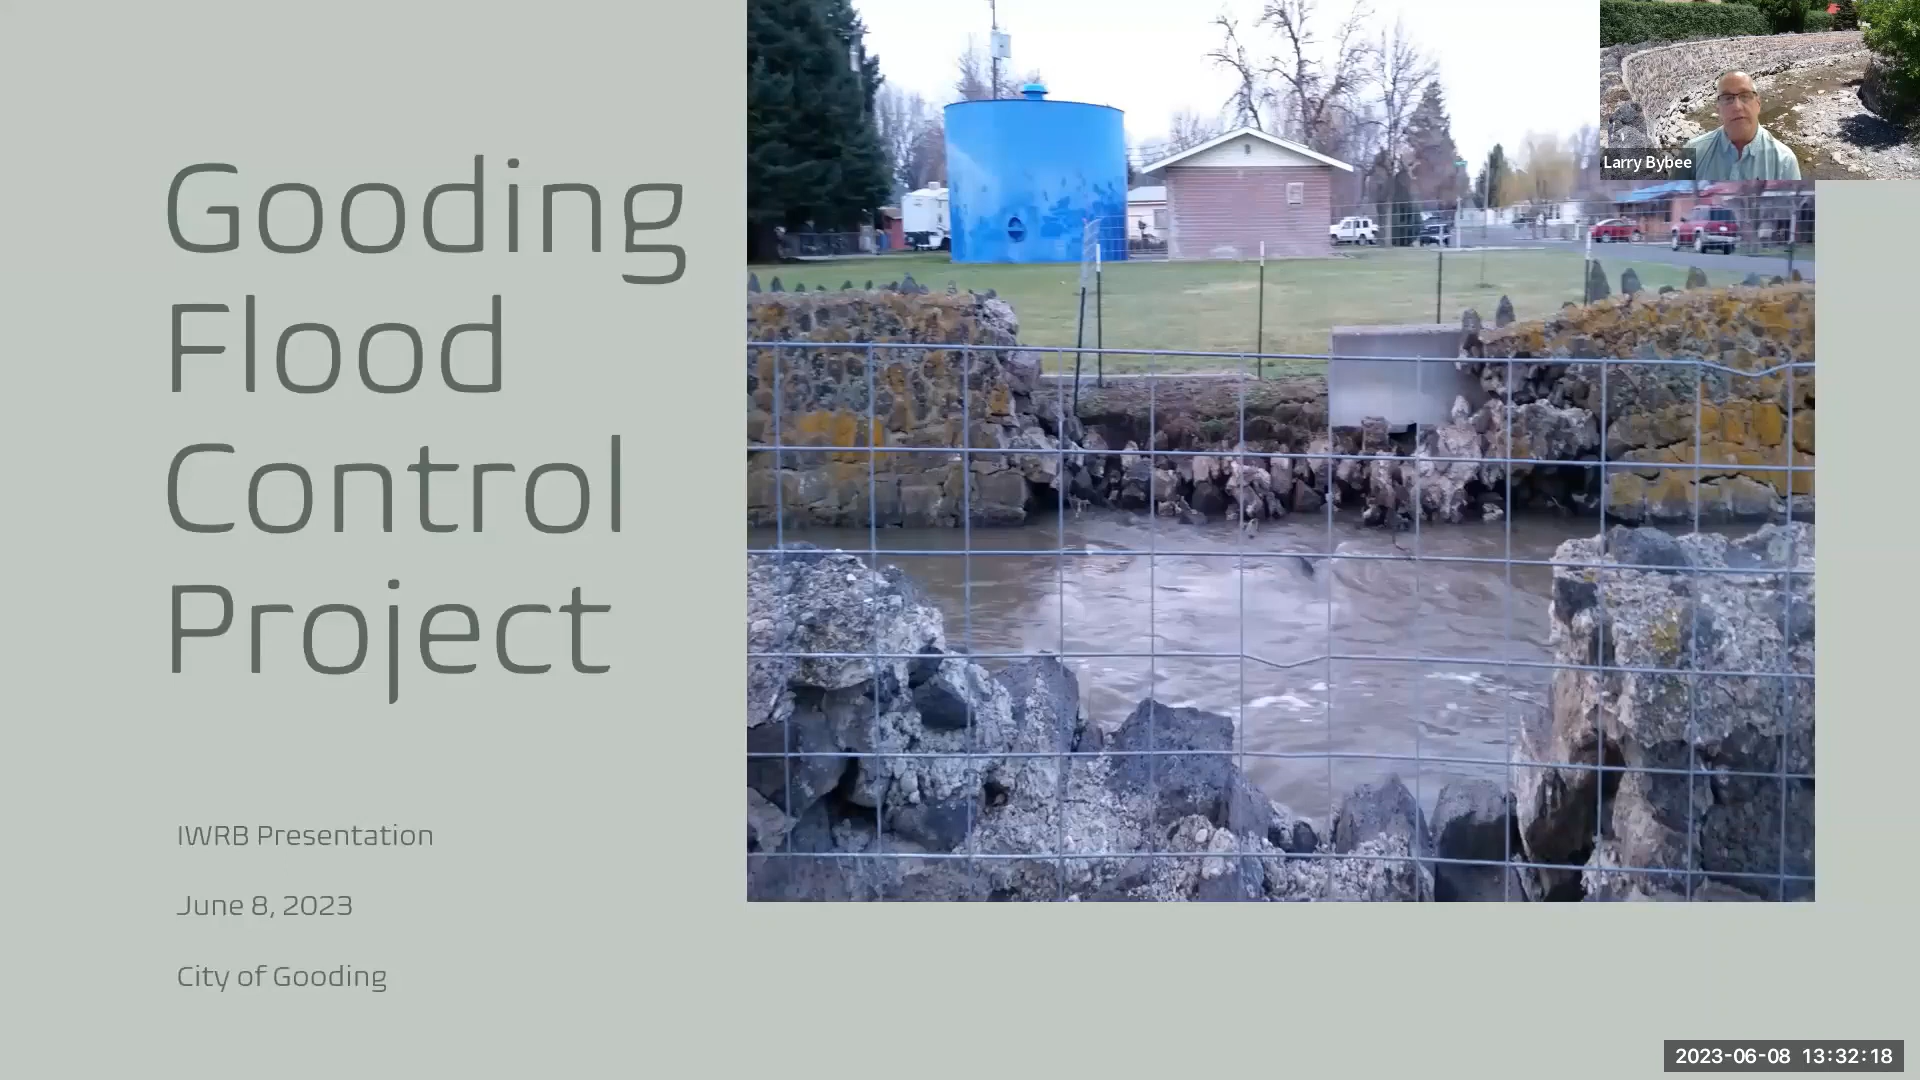 Gooding
Flood
Control
Project
IWRB Presentation
June 8, 2023
City of Gooding
Larry Bybee
2023-06-08 13:32:18